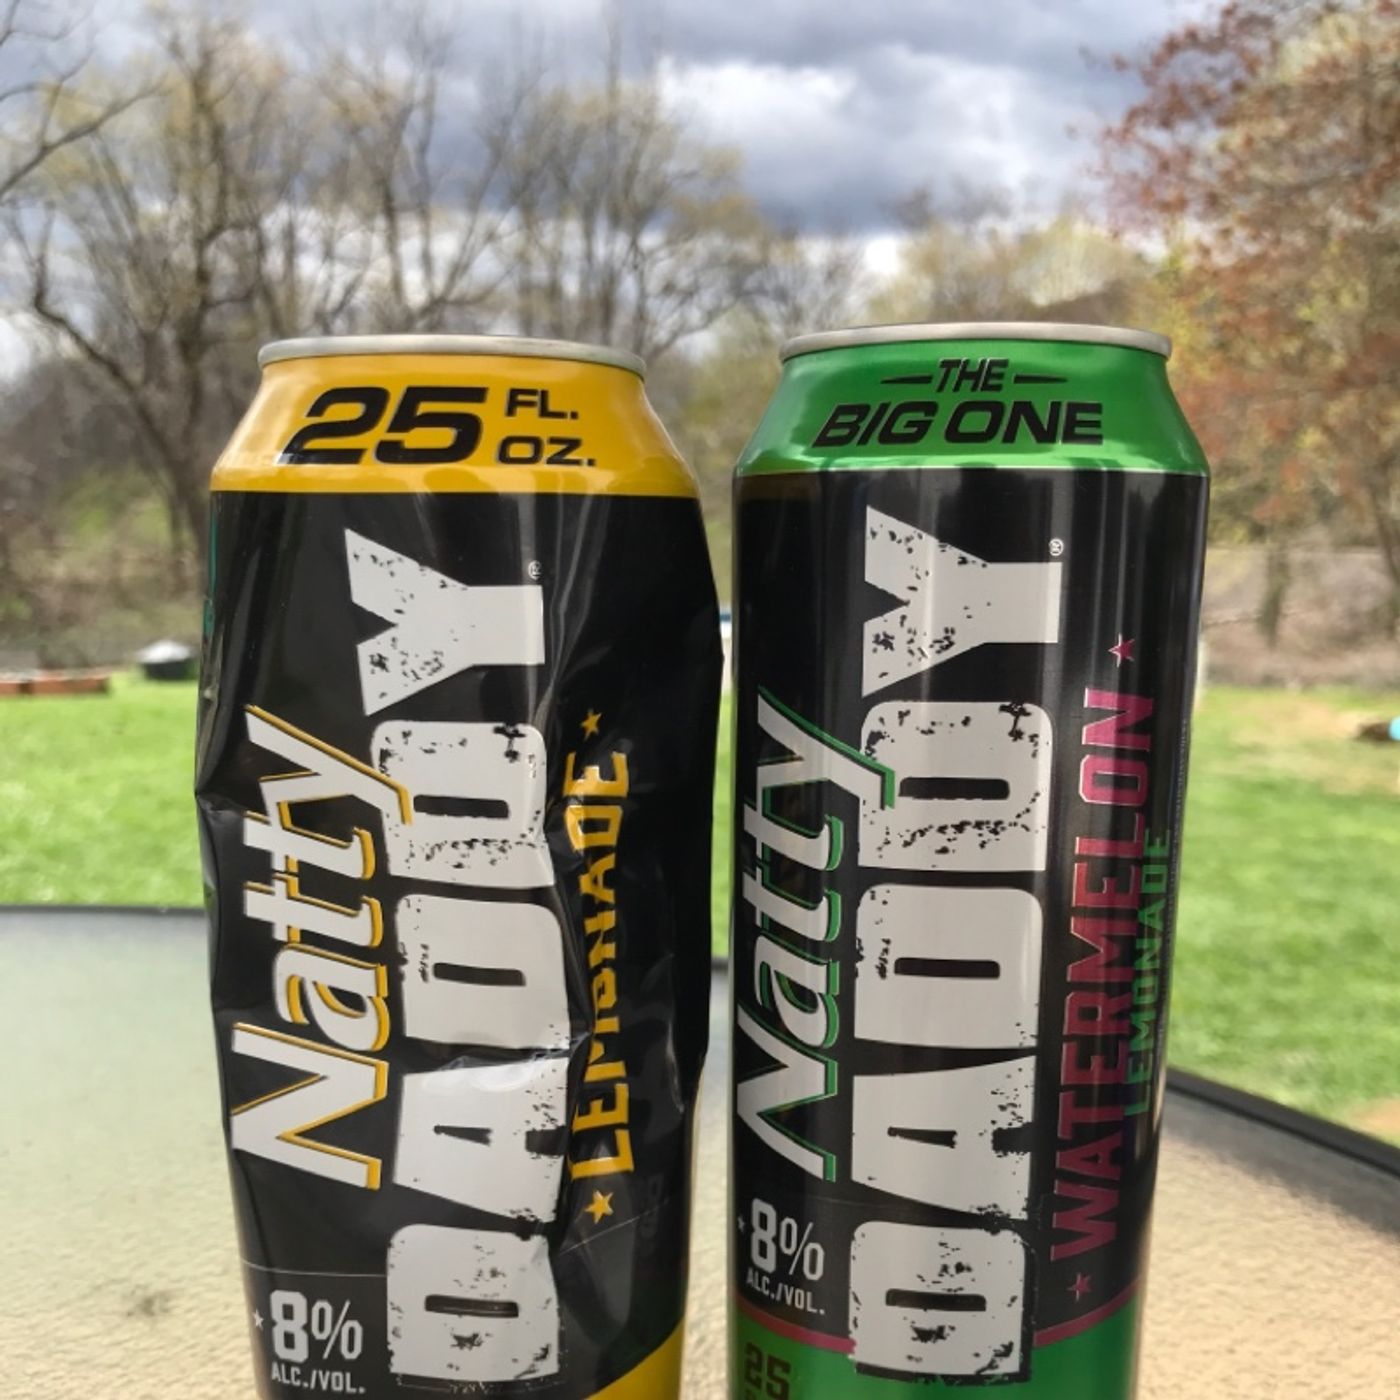 25 FL.
OZ.
Natty
DADDY®
★ LEMONADE ★
8%
ALC./VOL.
THE
BIG ONE
Natty
DADDY®
★ WATERMELON ★
LEMONADE
8%
ALC./VOL.
25